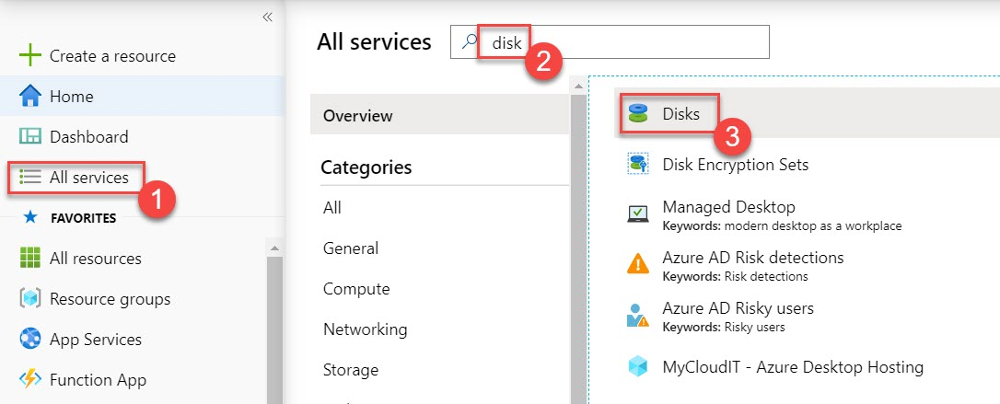 «
Create a resource
Home
Dashboard
All services
1
FAVORITES
All resources
Resource groups
App Services
Function App
All services
disk
2
Overview
Categories
All
General
Compute
Networking
Storage
Disks
3
Disk Encryption Sets
Managed Desktop
Keywords: modern desktop as a workplace
Azure AD Risk detections
Keywords: Risk detections
Azure AD Risky users
Keywords: Risky users
MyCloudIT - Azure Desktop Hosting